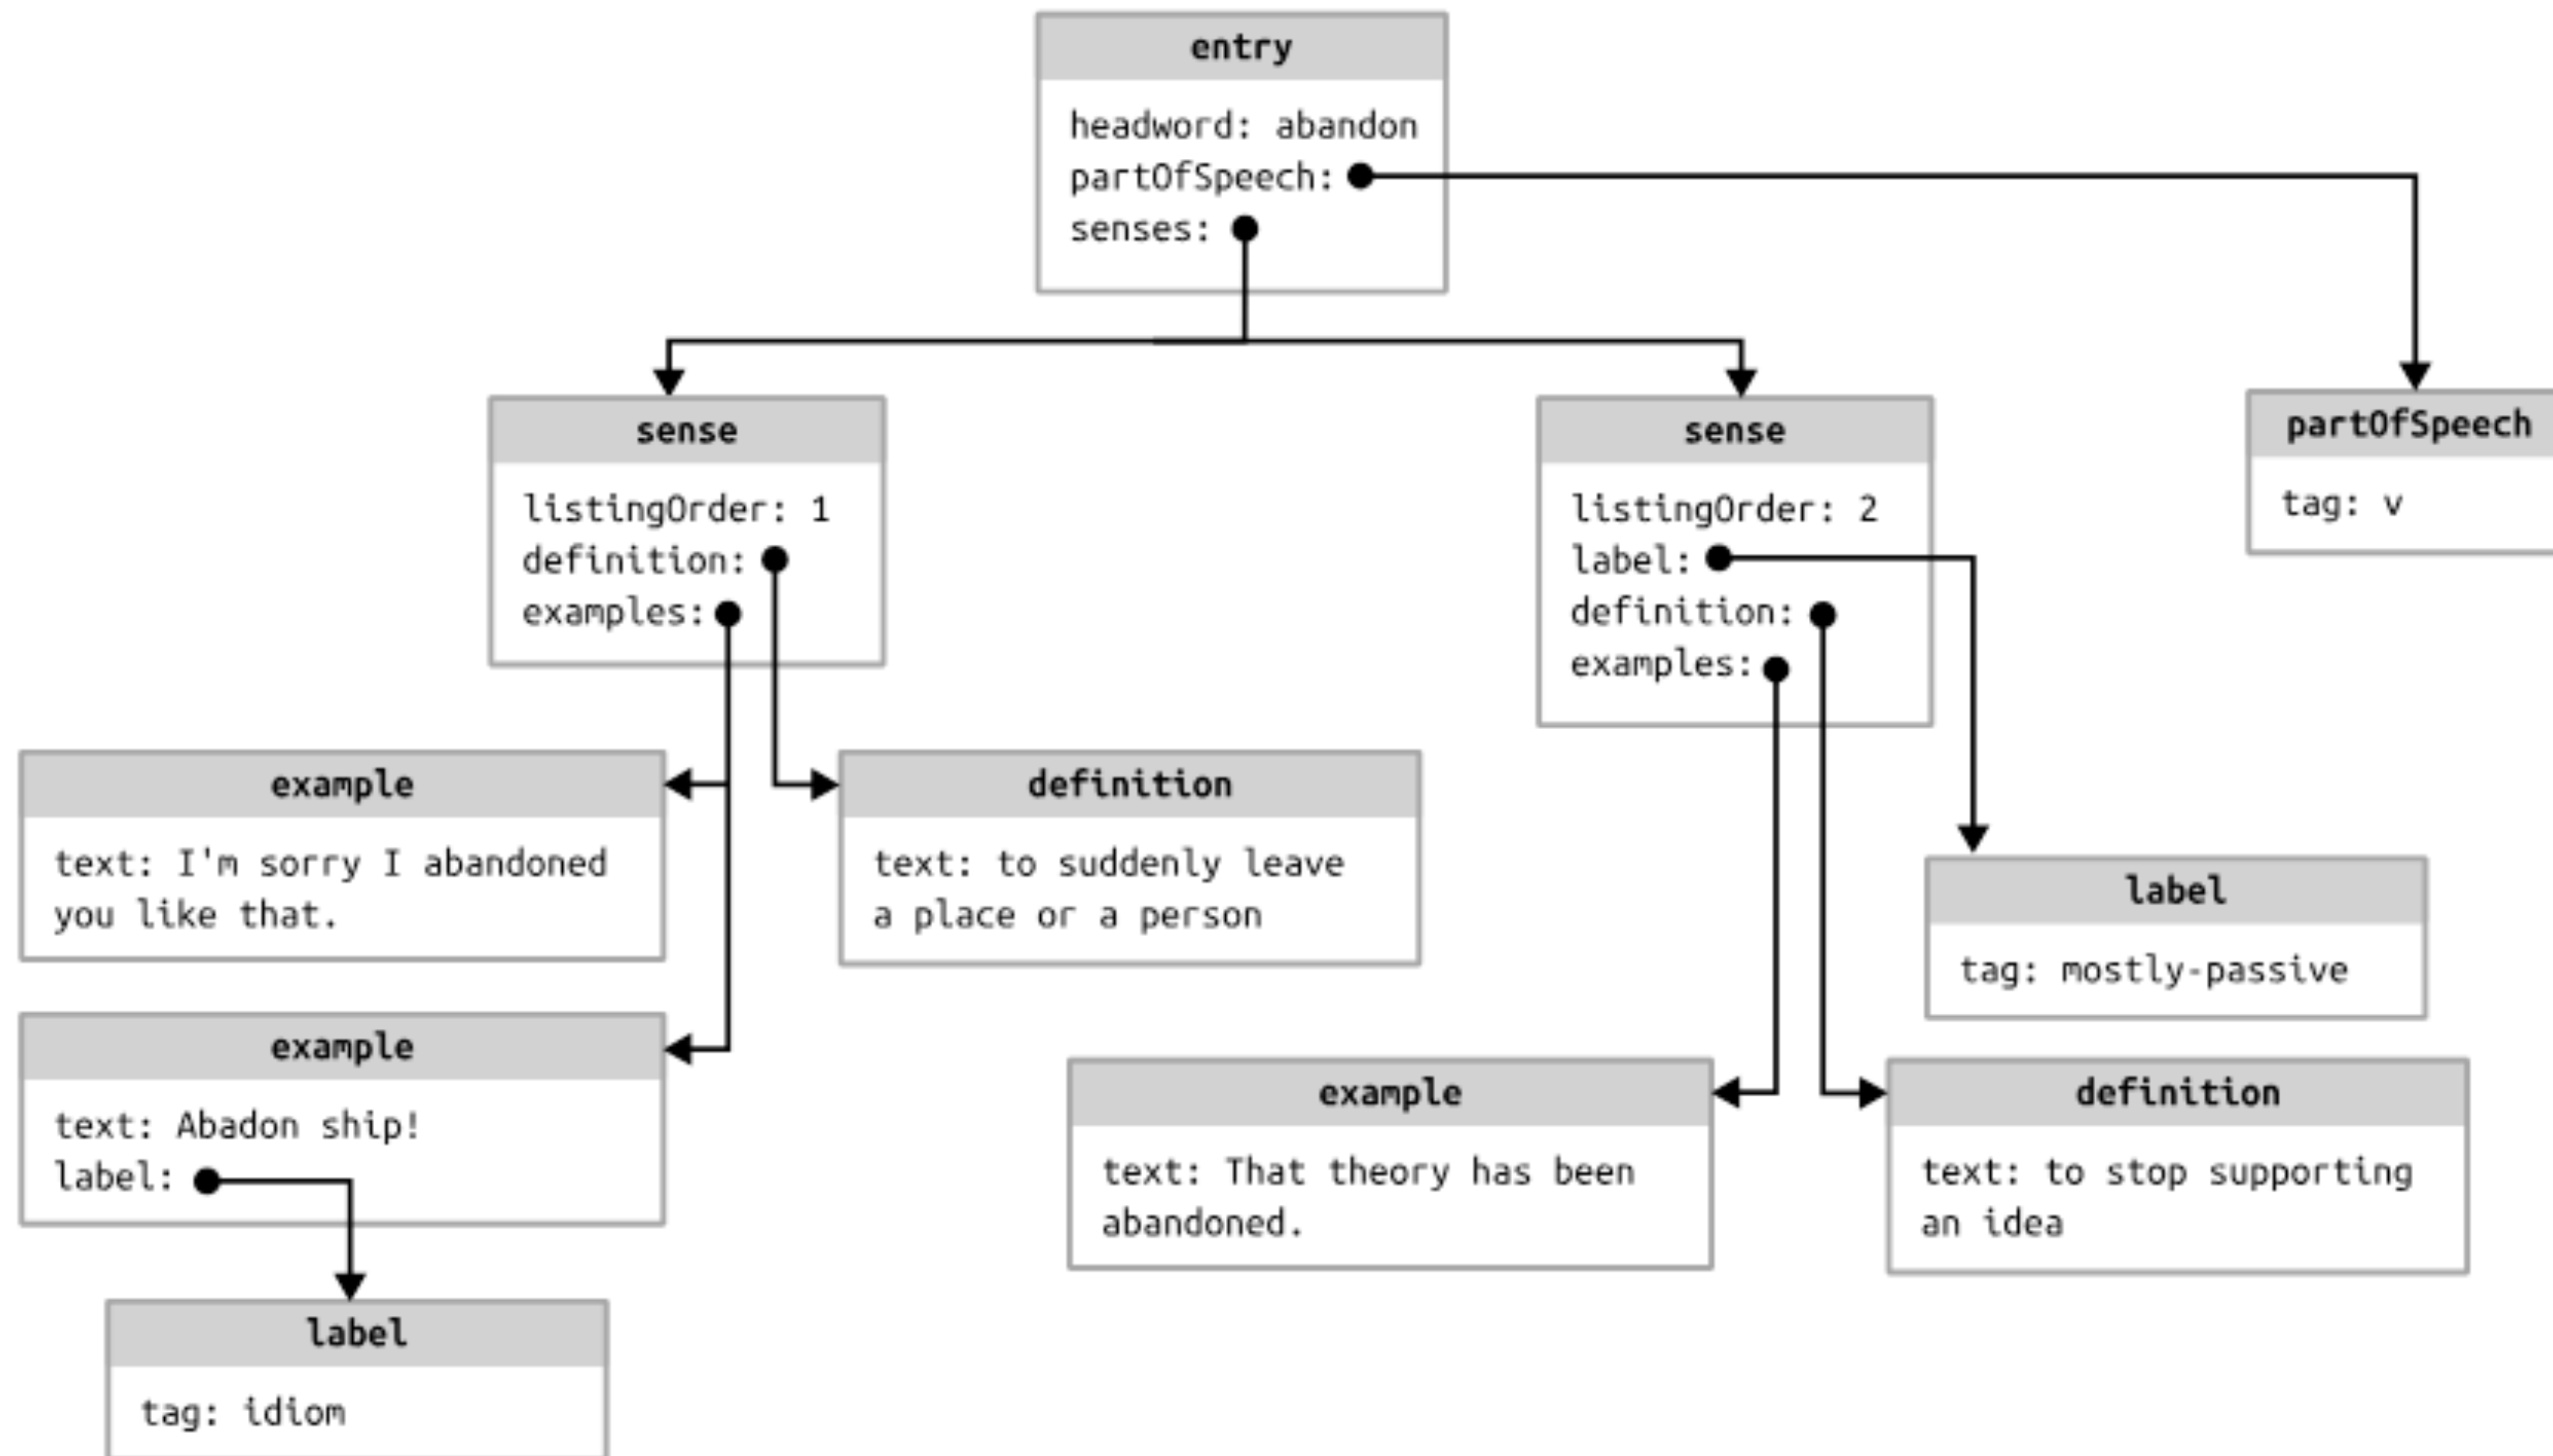 entry
headword: abandon
partOfSpeech:
senses:
sense
listingOrder: 1
definition:
examples:
sense
listingOrder: 2
label:
definition:
examples:
partOfSpeech
tag: v
example
text: I'm sorry I abandoned
you like that.
definition
text: to suddenly leave
a place or a person
label
tag: mostly-passive
example
text: Abadon ship!
label:
example
text: That theory has been
abandoned.
definition
text: to stop supporting
an idea
label
tag: idiom